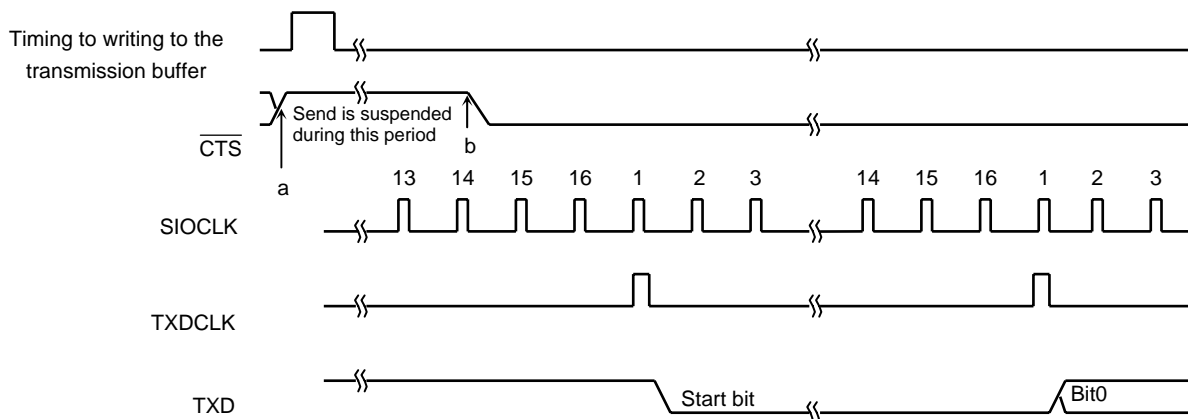 Timing to writing to the
transmission buffer
Send is suspended
during this period
CTS
a
b
13 14 15 16 1 2 3 14 15 16 1 2 3
SIOCLK
TXDCLK
Start bit
Bit0
TXD